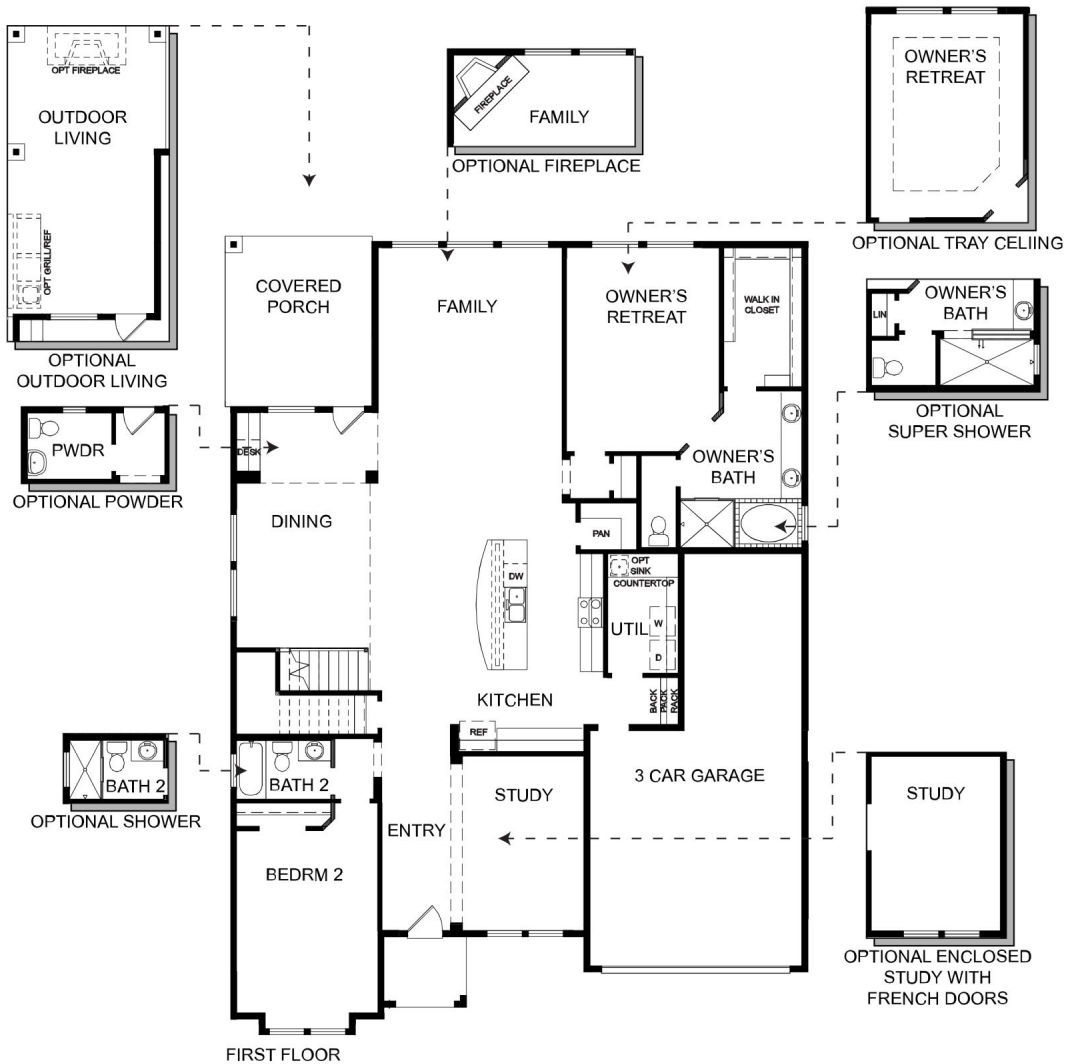 OPT FIREPLACE
OUTDOOR
LIVING
OPT GRILL/REF
OPTIONAL
OUTDOOR LIVING
FIREPLACE
FAMILY
OPTIONAL FIREPLACE
OWNER'S
RETREAT
OPTIONAL TRAY CELIING
LIN
OWNER'S
BATH
OPTIONAL
SUPER SHOWER
PWDR
OPTIONAL POWDER
BATH 2
OPTIONAL SHOWER
STUDY
OPTIONAL ENCLOSED
STUDY WITH
FRENCH DOORS
COVERED
PORCH
FAMILY
OWNER'S
RETREAT
WALK IN
CLOSET
DESK
DINING
OWNER'S
BATH
PAN
OPT
SINK
COUNTERTOP
DW
UTIL
W
D
BACK
PACK
RACK
KITCHEN
REF
BATH 2
ENTRY
STUDY
3 CAR GARAGE
BEDRM 2
FIRST FLOOR